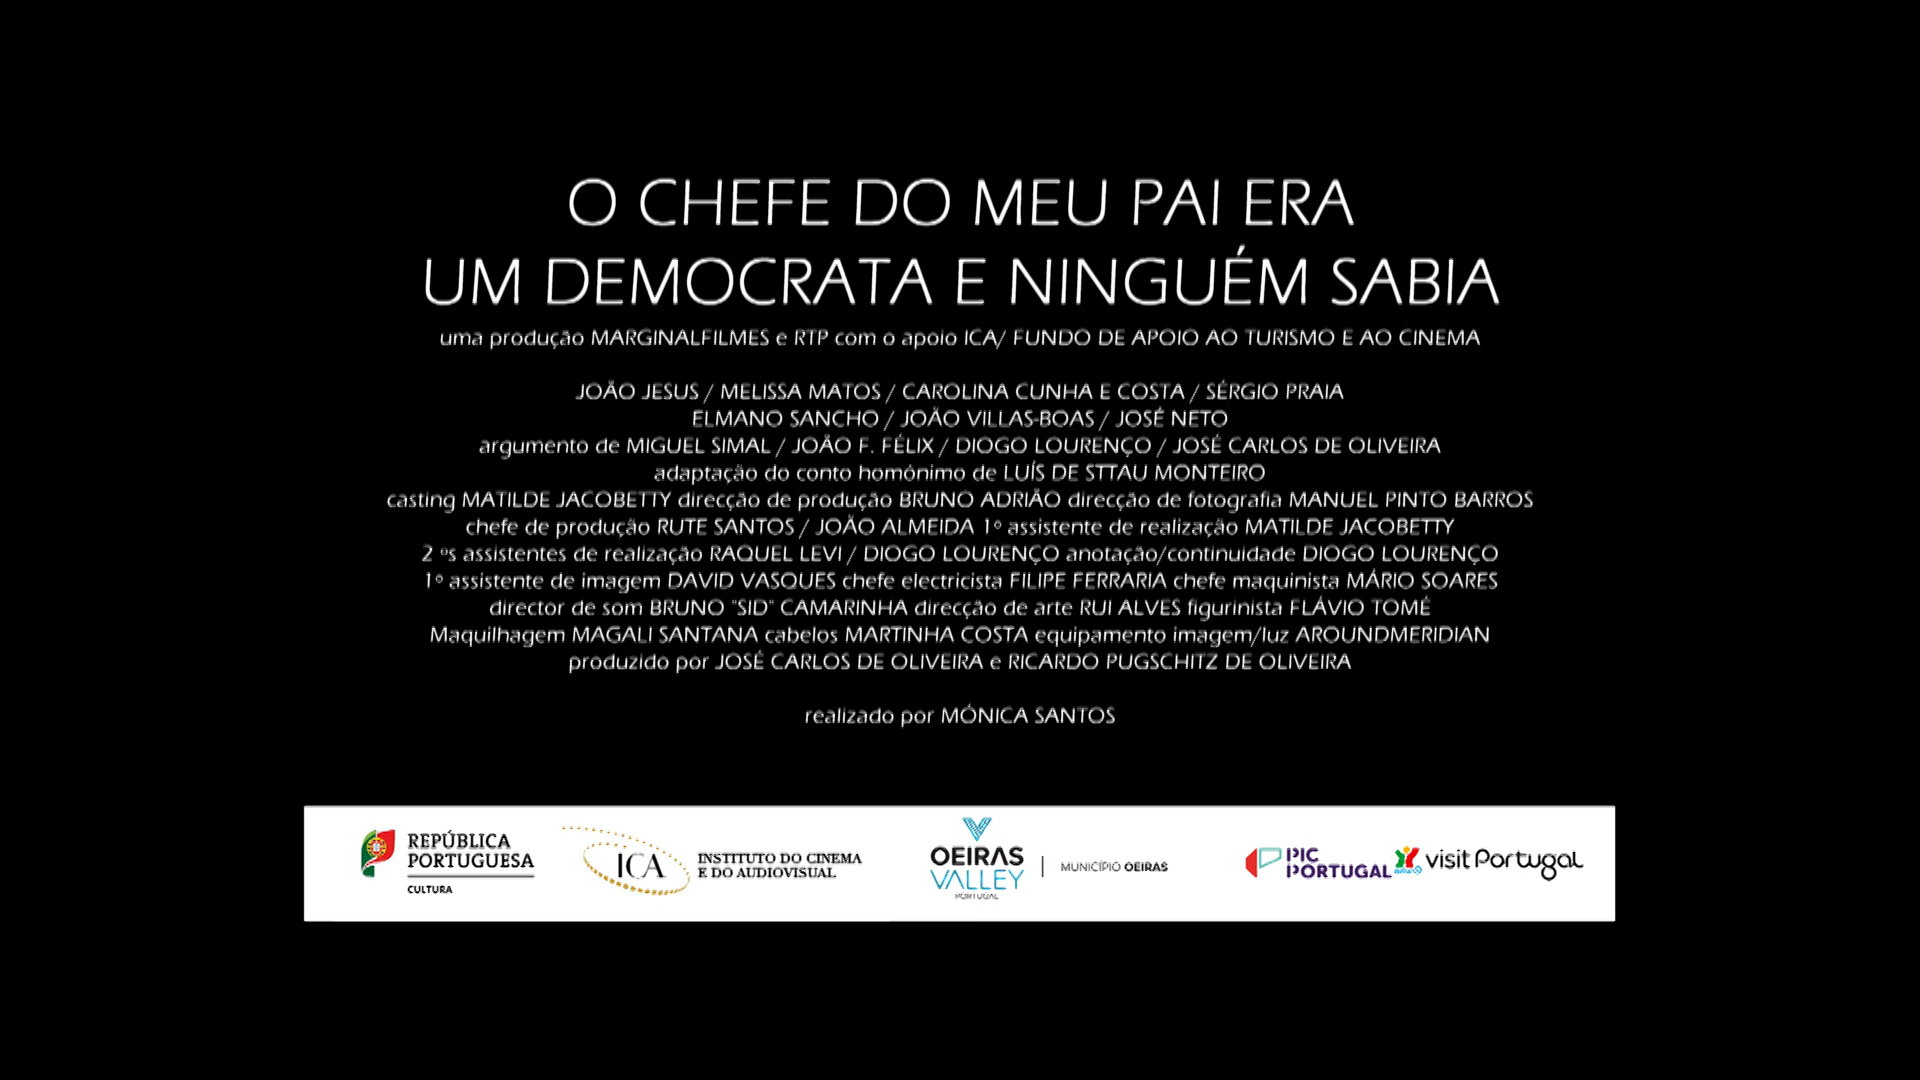 O CHEFE DO MEU PAI ERA
UM DEMOCRATA E NINGUÉM SABIA
uma produção MARGINALFILMES e RTP com o apoio ICA/ FUNDO DE APOIO AO TURISMO E AO CINEMA
JOÃO JESUS / MELISSA MATOS / CAROLINA CUNHA E COSTA / SÉRGIO PRAIA
ELMANO SANCHO / JOÃO VILLAS-BOAS / JOSÉ NETO
argumento de MIGUEL SIMAL / JOÃO F. FÉLIX / DIOGO LOURENÇO / JOSÉ CARLOS DE OLIVEIRA
adaptação do conto homónimo de LUÍS DE STTAU MONTEIRO
casting MATILDE JACOBETTY direcção de produção BRUNO ADRIÃO direcção de fotografia MANUEL PINTO BARROS
chefe de produção RUTE SANTOS / JOÃO ALMEIDA 1º assistente de realização MATILDE JACOBETTY
2 ºs assistentes de realização RAQUEL LEVI / DIOGO LOURENÇO anotação/continuidade DIOGO LOURENÇO
1º assistente de imagem DAVID VASQUES chefe electricista FILIPE FERRARIA chefe maquinista MÁRIO SOARES
director de som BRUNO "SID" CAMARINHA direcção de arte RUI ALVES figurinista FLÁVIO TOMÉ
Maquilhagem MAGALI SANTANA cabelos MARTINHA COSTA equipamento imagem/luz AROUNDMERIDIAN
produzido por JOSÉ CARLOS DE OLIVEIRA e RICARDO PUGSCHITZ DE OLIVEIRA
realizado por MÓNICA SANTOS
REPÚBLICA
PORTUGUESA
CULTURA
ICA
INSTITUTO DO CINEMA
E DO AUDIOVISUAL
OEIRAS
VALLEY
PORTUGAL
MUNICÍPIO OEIRAS
PIC
PORTUGAL
visit Portugal